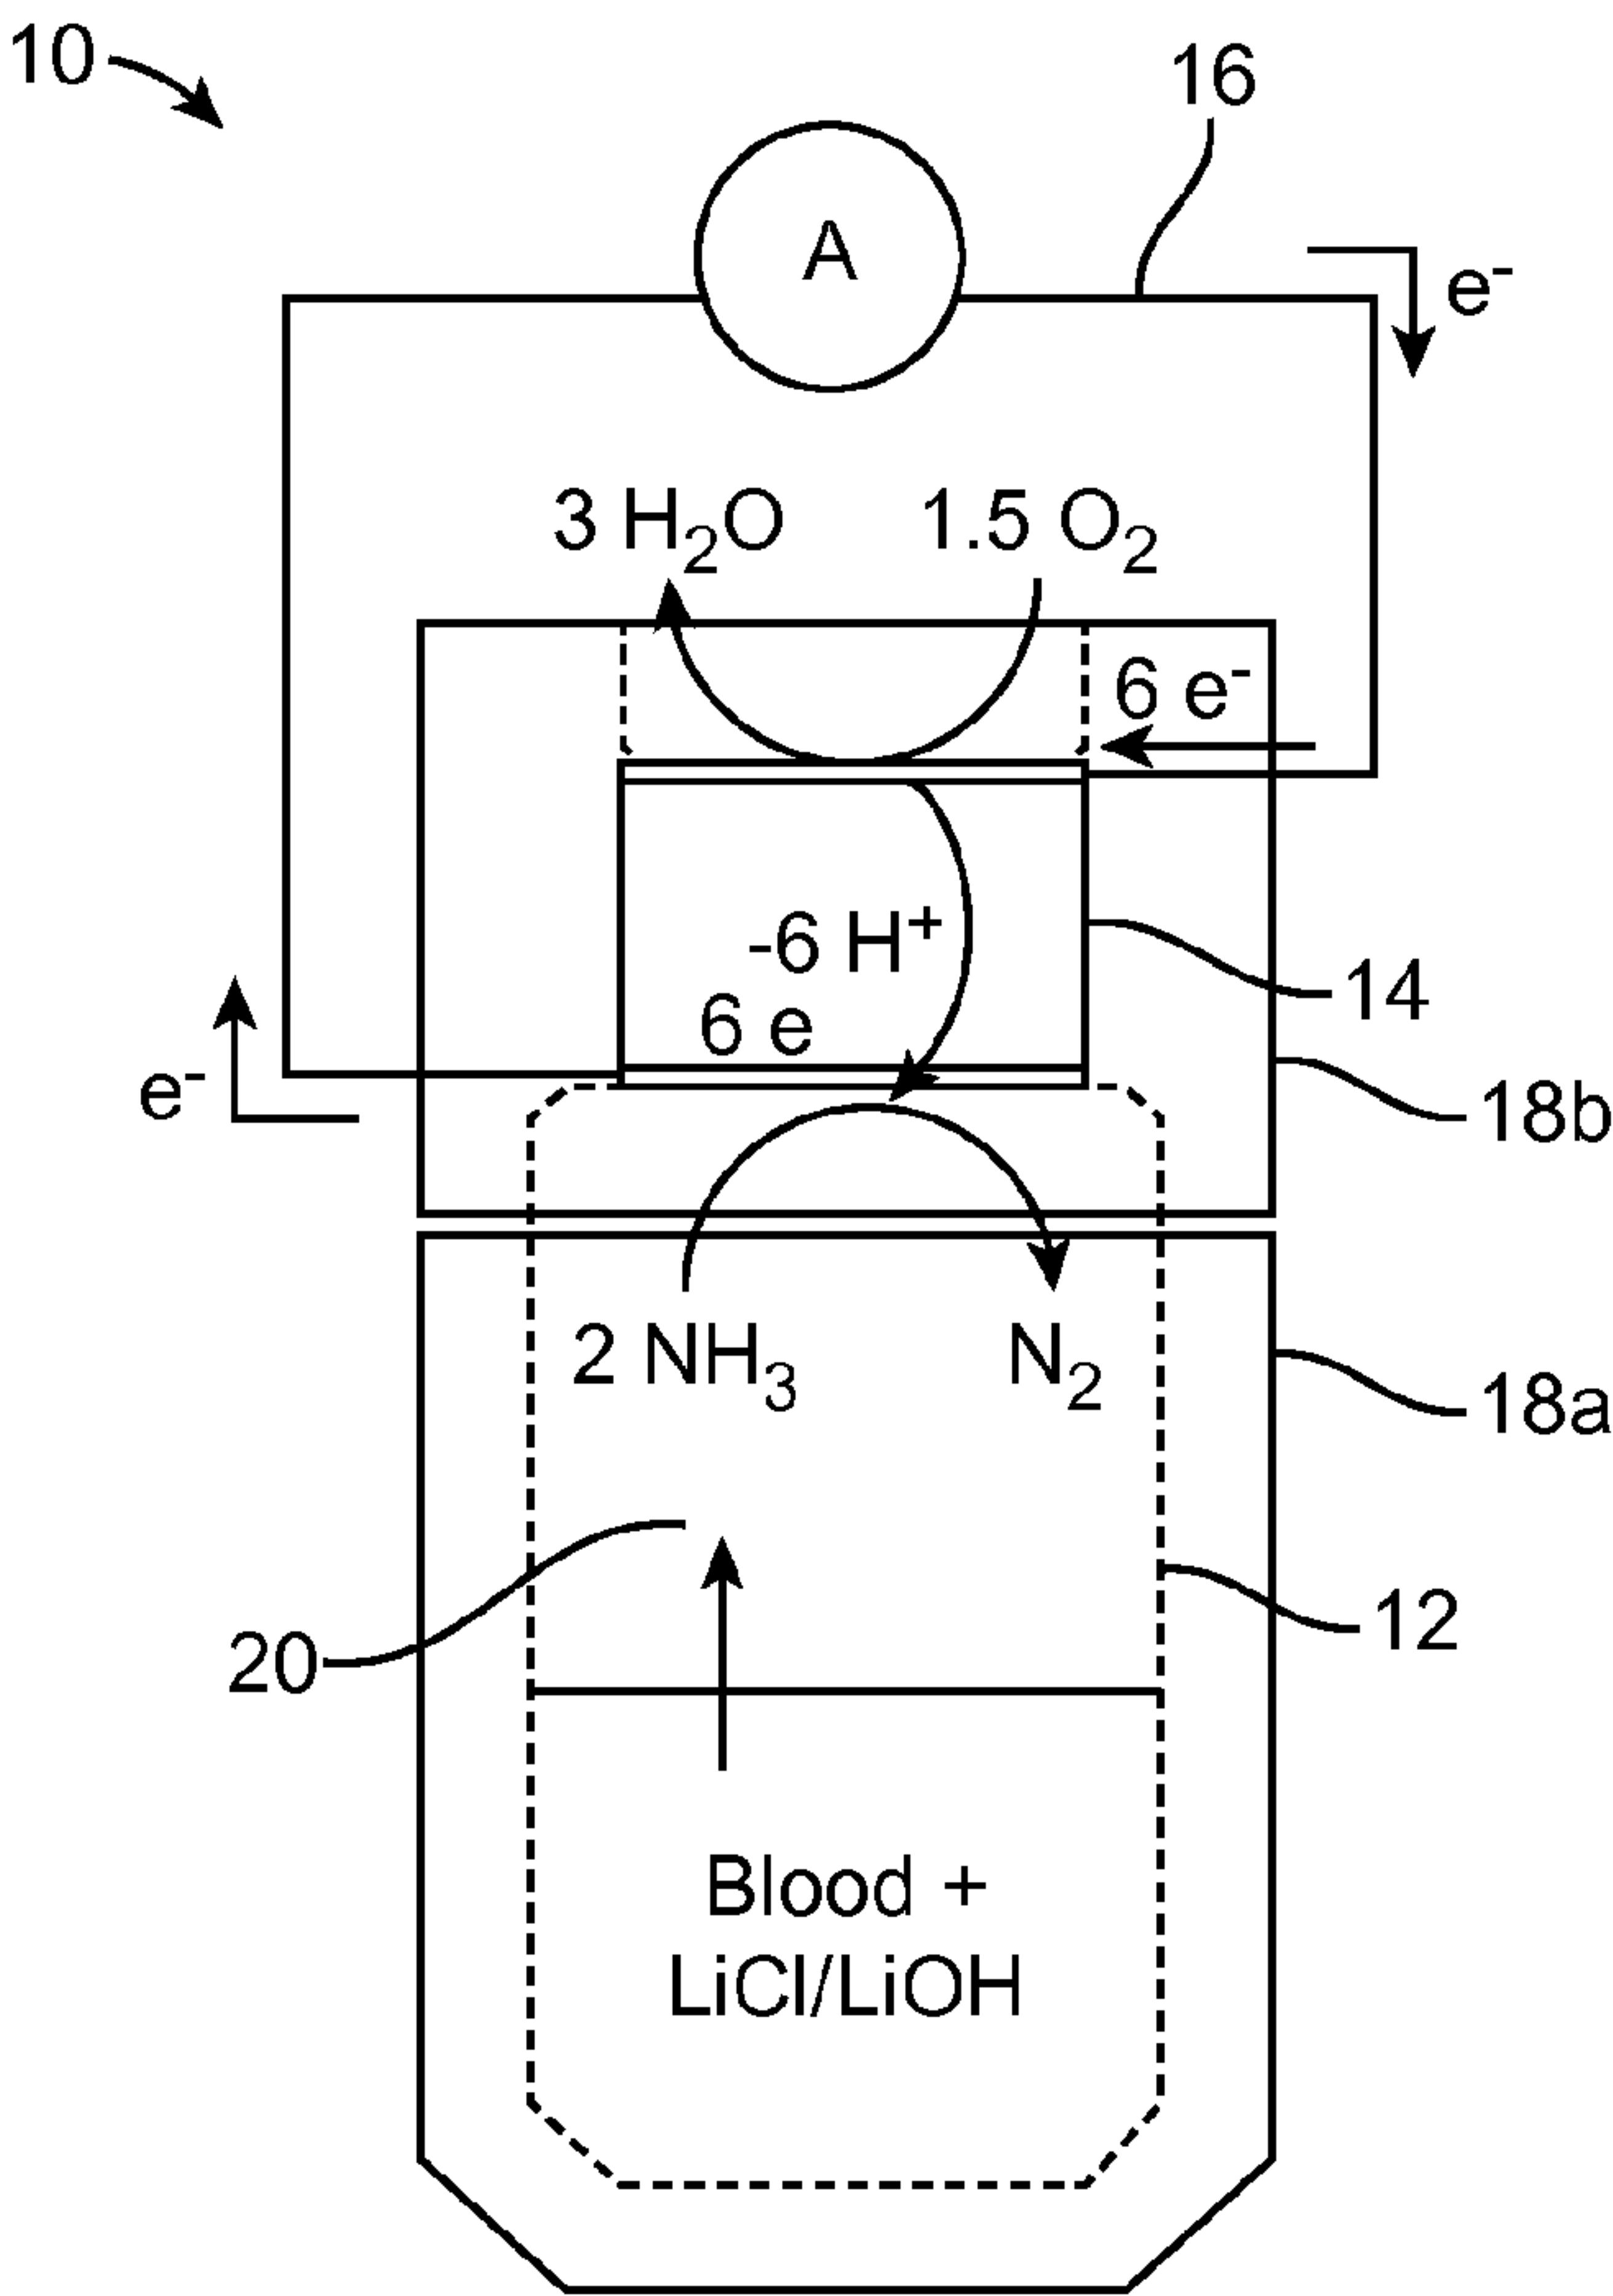 10
16
A
e-
3 H2O 1.5 O2
6 e-
-6 H+
6 e
14
e-
18b
2 NH3 N2
18a
20
12
Blood +
LiCl/LiOH